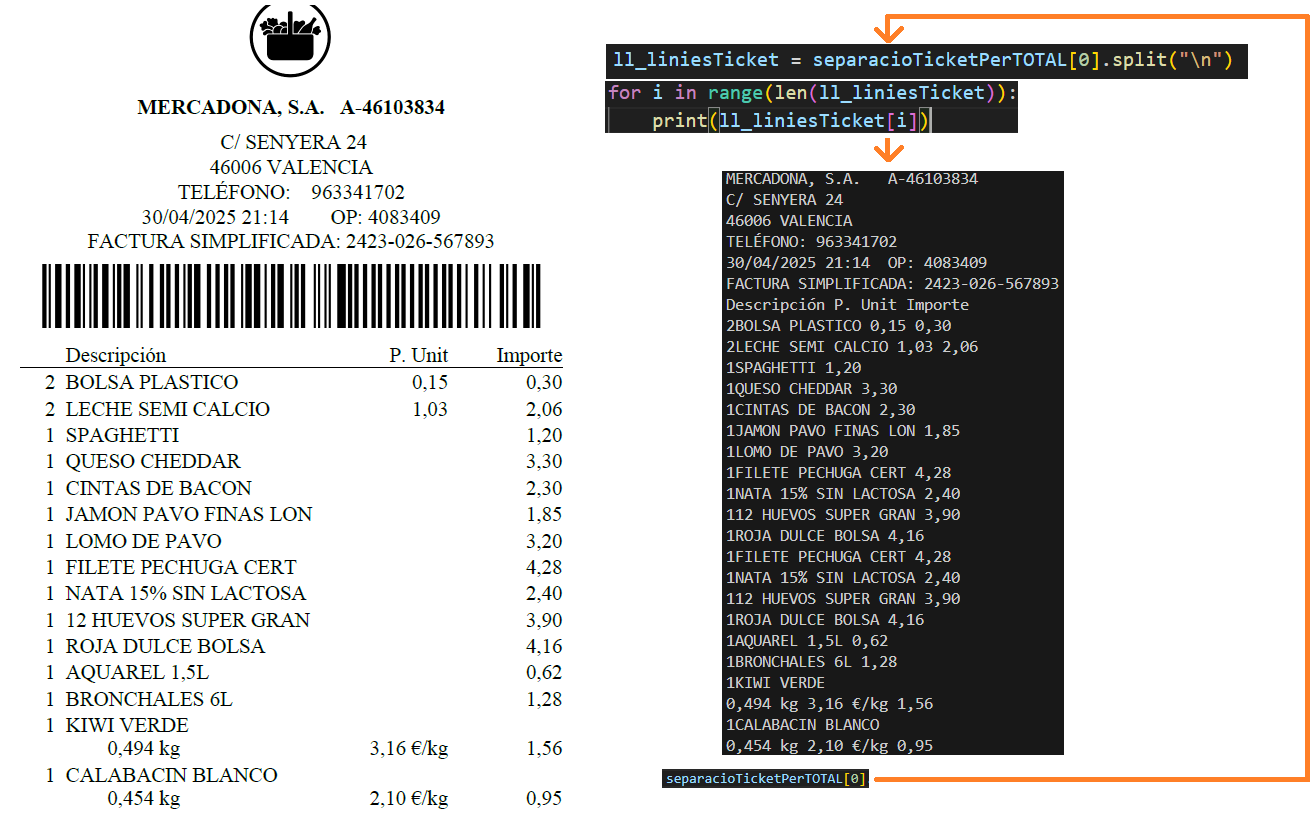 MERCADONA, S.A. A-46103834
C/ SENYERA 24
46006 VALENCIA
TELÉFONO: 963341702
30/04/2025 21:14 OP: 4083409
FACTURA SIMPLIFICADA: 2423-026-567893
Descripción P. Unit Importe
2 BOLSA PLASTICO 0,15 0,30
2 LECHE SEMI CALCIO 1,03 2,06
1 SPAGHETTI 1,20
1 QUESO CHEDDAR 3,30
1 CINTAS DE BACON 2,30
1 JAMON PAVO FINAS LON 1,85
1 LOMO DE PAVO 3,20
1 FILETE PECHUGA CERT 4,28
1 NATA 15% SIN LACTOSA 2,40
1 12 HUEVOS SUPER GRAN 3,90
1 ROJA DULCE BOLSA 4,16
1 AQUAREL 1,5L 0,62
1 BRONCHALES 6L 1,28
1 KIWI VERDE
0,494 kg 3,16 €/kg 1,56
1 CALABACIN BLANCO
0,454 kg 2,10 €/kg 0,95
ll_liniesTicket = separacioTicketPerTOTAL[0].split("\n")
for i in range(len(ll_liniesTicket)):
print(ll_liniesTicket[i])
MERCADONA, S.A. A-46103834
C/ SENYERA 24
46006 VALENCIA
TELÉFONO: 963341702
30/04/2025 21:14 OP: 4083409
FACTURA SIMPLIFICADA: 2423-026-567893
Descripción P. Unit Importe
2BOLSA PLASTICO 0,15 0,30
2LECHE SEMI CALCIO 1,03 2,06
1SPAGHETTI 1,20
1QUESO CHEDDAR 3,30
1CINTAS DE BACON 2,30
1JAMON PAVO FINAS LON 1,85
1LOMO DE PAVO 3,20
1FILETE PECHUGA CERT 4,28
1NATA 15% SIN LACTOSA 2,40
112 HUEVOS SUPER GRAN 3,90
1ROJA DULCE BOLSA 4,16
1FILETE PECHUGA CERT 4,28
1NATA 15% SIN LACTOSA 2,40
112 HUEVOS SUPER GRAN 3,90
1ROJA DULCE BOLSA 4,16
1AQUAREL 1,5L 0,62
1BRONCHALES 6L 1,28
1KIWI VERDE
0,494 kg 3,16 €/kg 1,56
1CALABACIN BLANCO
0,454 kg 2,10 €/kg 0,95
separacioTicketPerTOTAL[0]